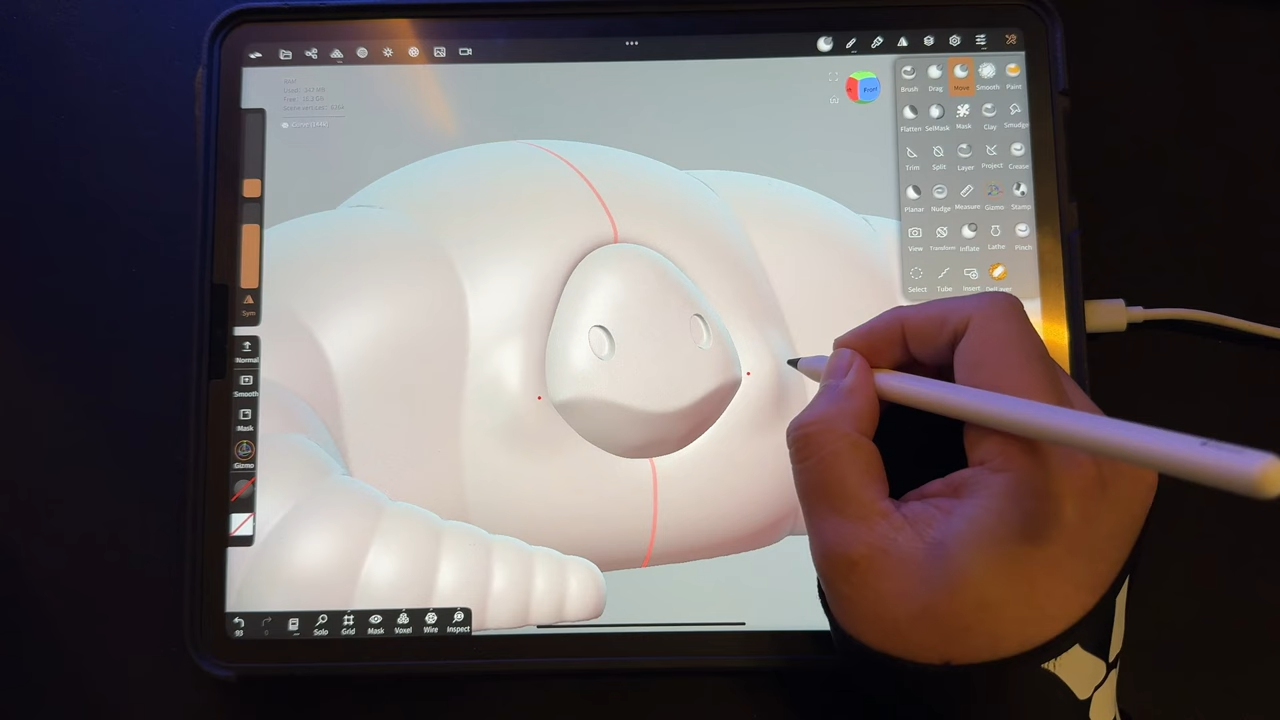 Front
Brush Drag Move Smooth Paint
Flatten SelMask Mask Clay Smudge
Trim Split Layer Project Crease
Planar Nudge Measure Gizmo Stamp
View Transform Inflate Lathe Pinch
Select Tube Insert
Sym
Normal
Smooth
Mask
Gizmo
93 0 Solo Grid Mask Voxel Wire Inspect